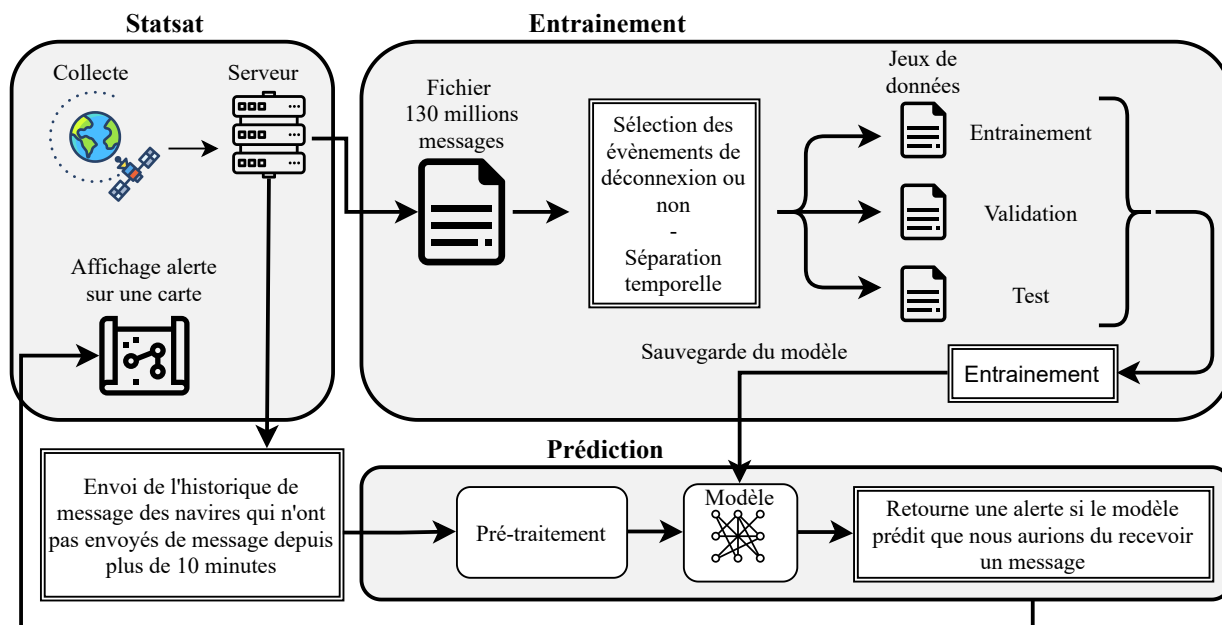 Statsat
Entrainement
Collecte
Serveur
Affichage alerte
sur une carte
Fichier
130 millions
messages
Sélection des
évènements de
déconnexion ou
non
-
Séparation
temporelle
Jeux de
données
Entrainement
Validation
Test
Sauvegarde du modèle
Entrainement
Envoi de l'historique de
message des navires qui n'ont
pas envoyés de message depuis
plus de 10 minutes
Prédiction
Pré-traitement
Modèle
Retourne une alerte si le modèle
prédit que nous aurions du recevoir
un message